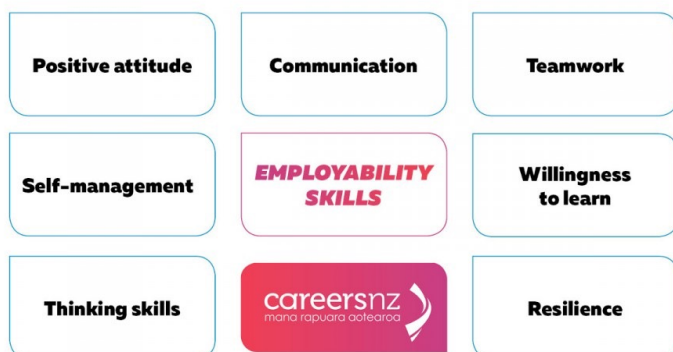 Positive attitude
Communication
Teamwork
Self-management
EMPLOYABILITY
SKILLS
Willingness
to learn
Thinking skills
careersnz
mana rapuara aotearoa
Resilience